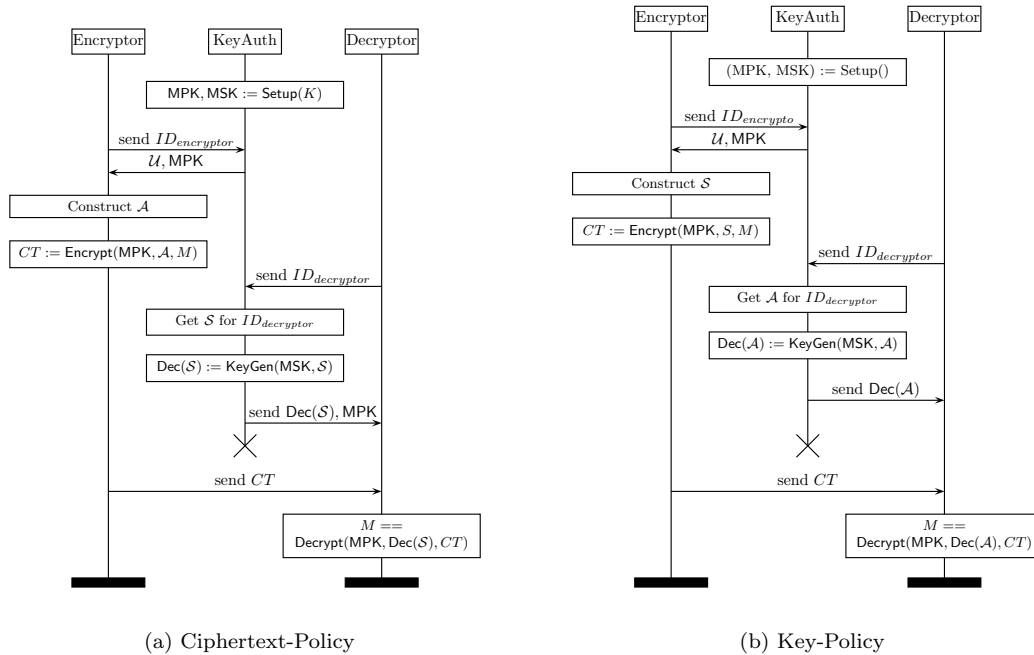 Encryptor KeyAuth Decryptor
MPK, MSK := Setup(K)
send ID_encryptor
𝒰, MPK
Construct 𝒜
CT := Encrypt(MPK, 𝒜, M)
send ID_decryptor
Get 𝒮 for ID_decryptor
Dec(𝒮) := KeyGen(MSK, 𝒮)
send Dec(𝒮), MPK
send CT
M ==
Decrypt(MPK, Dec(𝒮), CT)
(a) Ciphertext-Policy
Encryptor KeyAuth Decryptor
(MPK, MSK) := Setup()
send ID_encrypto
𝒰, MPK
Construct 𝒮
CT := Encrypt(MPK, S, M)
send ID_decryptor
Get 𝒜 for ID_decryptor
Dec(𝒜) := KeyGen(MSK, 𝒜)
send Dec(𝒜)
send CT
M ==
Decrypt(MPK, Dec(𝒜), CT)
(b) Key-Policy